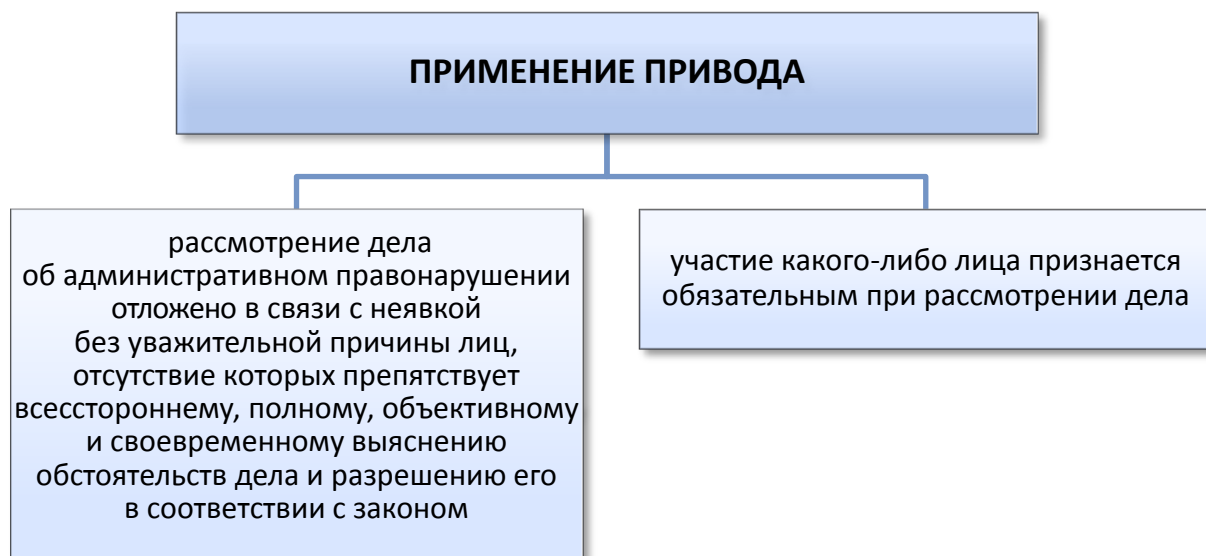 ПРИМЕНЕНИЕ ПРИВОДА
рассмотрение дела
об административном правонарушении
отложено в связи с неявкой
без уважительной причины лиц,
отсутствие которых препятствует
всесстороннему, полному, объективному
и своевременному выяснению
обстоятельств дела и разрешению его
в соответствии с законом
участие какого-либо лица признается
обязательным при рассмотрении дела